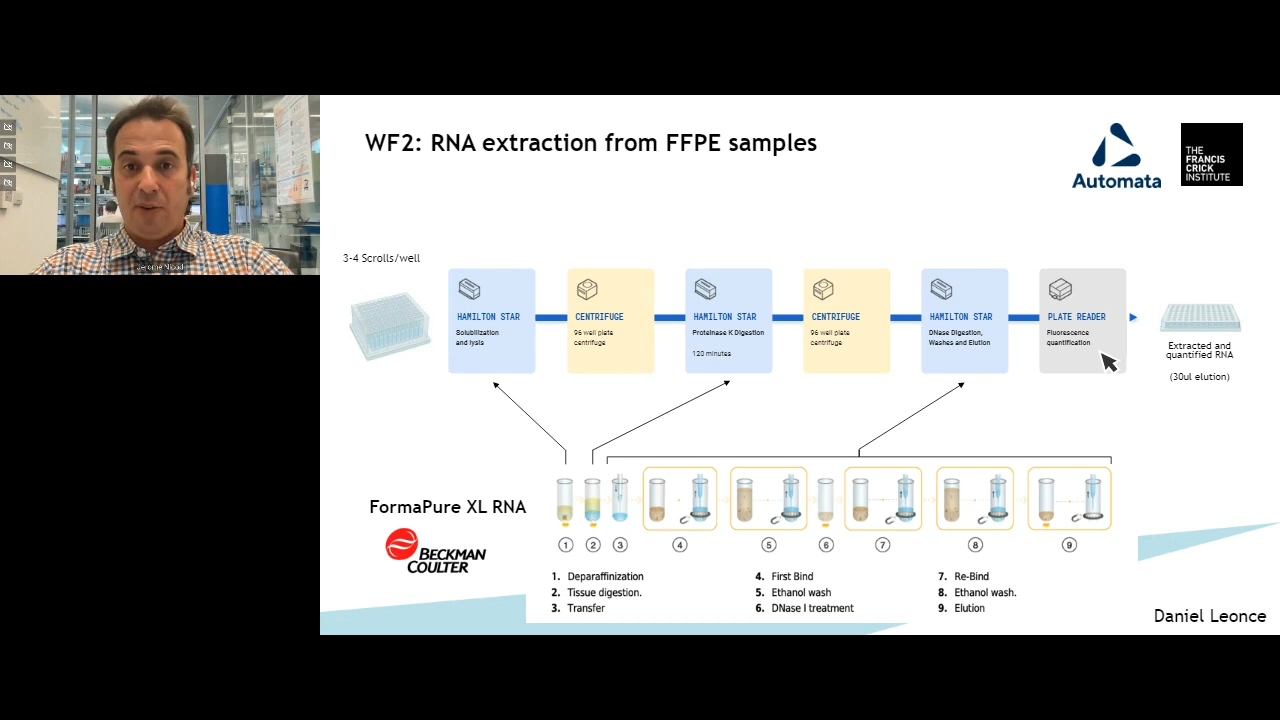 WF2: RNA extraction from FFPE samples
Automata
THE
FRANCIS
CRICK
INSTITUTE
Jerome Nicod
3-4 Scrolls/well
HAMILTON STAR
Solubilization
and lysis
CENTRIFUGE
96 well plate
centrifuge
HAMILTON STAR
Proteinase K Digestion
120 minutes
CENTRIFUGE
96 well plate
centrifuge
HAMILTON STAR
DNase Digestion,
Washes and Elution
PLATE READER
Fluorescence
quantification
Extracted and
quantified RNA
(30ul elution)
FormaPure XL RNA
BECKMAN
COULTER
1 2 3 4 5 6 7 8 9
1. Deparaffinization
2. Tissue digestion.
3. Transfer
4. First Bind
5. Ethanol wash
6. DNase I treatment
7. Re-Bind
8. Ethanol wash.
9. Elution
Daniel Leonce